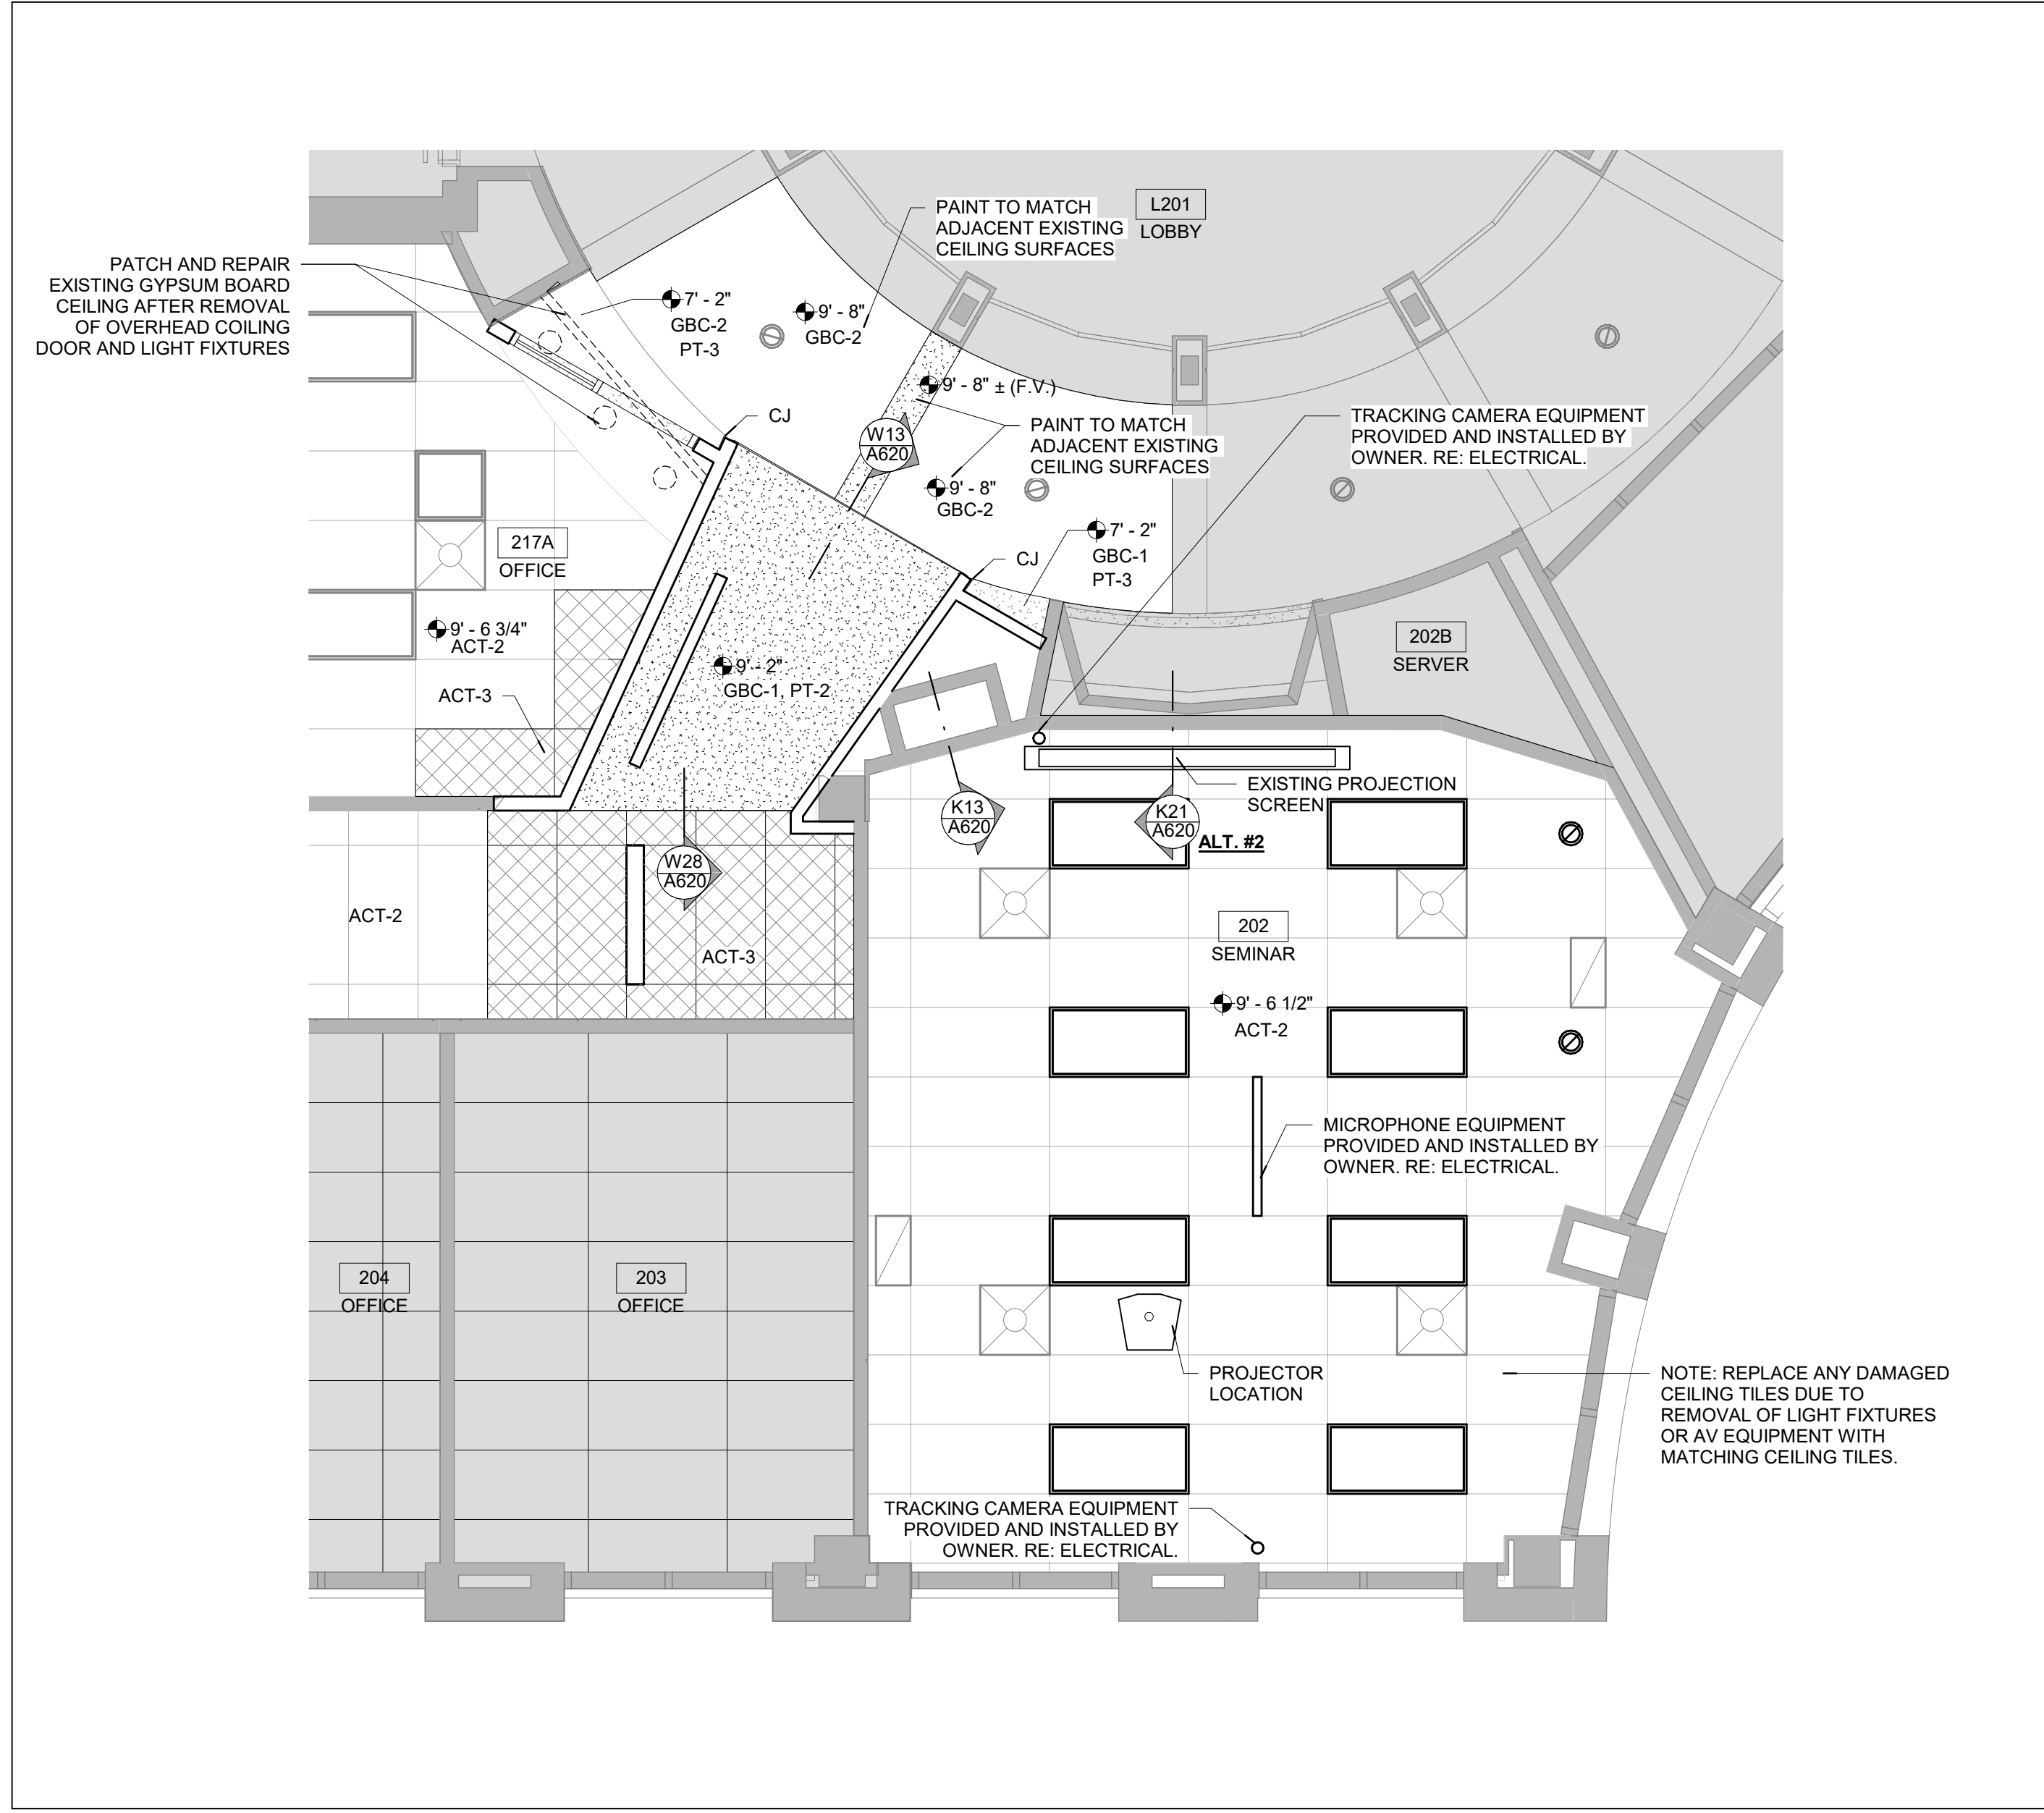 PAINT TO MATCH
ADJACENT EXISTING
CEILING SURFACES
L201
LOBBY
PATCH AND REPAIR
EXISTING GYPSUM BOARD
CEILING AFTER REMOVAL
OF OVERHEAD COILING
DOOR AND LIGHT FIXTURES
7' - 2"
GBC-2
PT-3
9' - 8"
GBC-2
9' - 8" ± (F.V.)
CJ
W13
A620
PAINT TO MATCH
ADJACENT EXISTING
CEILING SURFACES
TRACKING CAMERA EQUIPMENT
PROVIDED AND INSTALLED BY
OWNER. RE: ELECTRICAL.
9' - 8"
GBC-2
7' - 2"
GBC-1
PT-3
CJ
217A
OFFICE
9' - 6 3/4"
ACT-2
ACT-3
9' - 2"
GBC-1, PT-2
202B
SERVER
EXISTING PROJECTION
SCREEN
K13
A620
K21
A620
ALT. #2
W28
A620
ACT-2
ACT-3
202
SEMINAR
9' - 6 1/2"
ACT-2
MICROPHONE EQUIPMENT
PROVIDED AND INSTALLED BY
OWNER. RE: ELECTRICAL.
204
OFFICE
203
OFFICE
PROJECTOR
LOCATION
NOTE: REPLACE ANY DAMAGED
CEILING TILES DUE TO
REMOVAL OF LIGHT FIXTURES
OR AV EQUIPMENT WITH
MATCHING CEILING TILES.
TRACKING CAMERA EQUIPMENT
PROVIDED AND INSTALLED BY
OWNER. RE: ELECTRICAL.